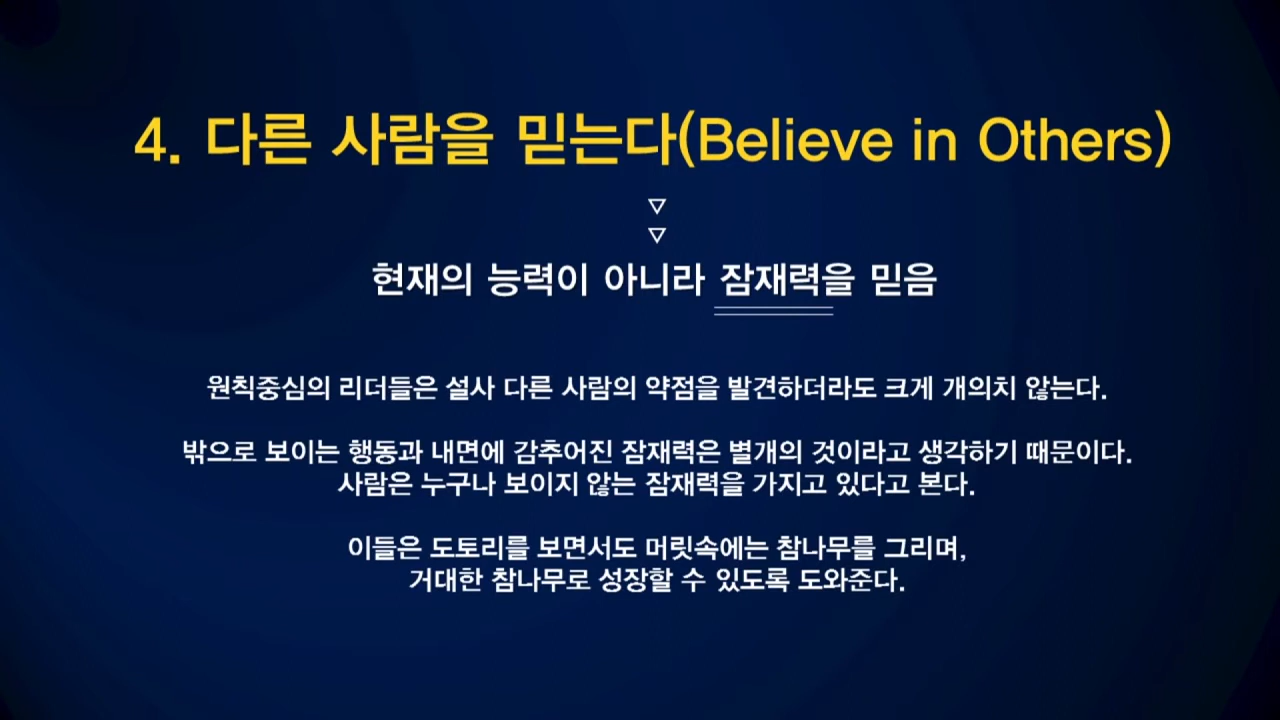 4. 다른 사람을 믿는다(Believe in Others)
현재의 능력이 아니라 잠재력을 믿음
원칙중심의 리더들은 설사 다른 사람의 약점을 발견하더라도 크게 개의치 않는다.
밖으로 보이는 행동과 내면에 감추어진 잠재력은 별개의 것이라고 생각하기 때문이다.
사람은 누구나 보이지 않는 잠재력을 가지고 있다고 본다.
이들은 도토리를 보면서도 머릿속에는 참나무를 그리며,
거대한 참나무로 성장할 수 있도록 도와준다.